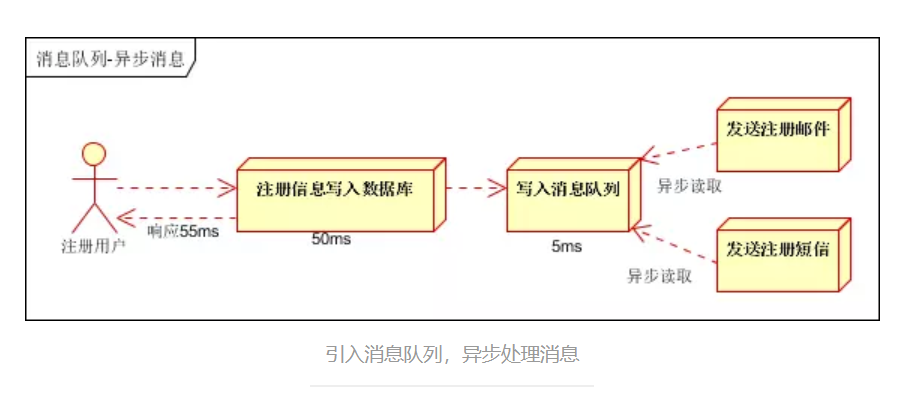 消息队列-异步消息
发送注册邮件
注册信息写入数据库
写入消息队列
异步读取
响应55ms
注册用户
50ms
5ms
发送注册短信
异步读取
引入消息队列，异步处理消息